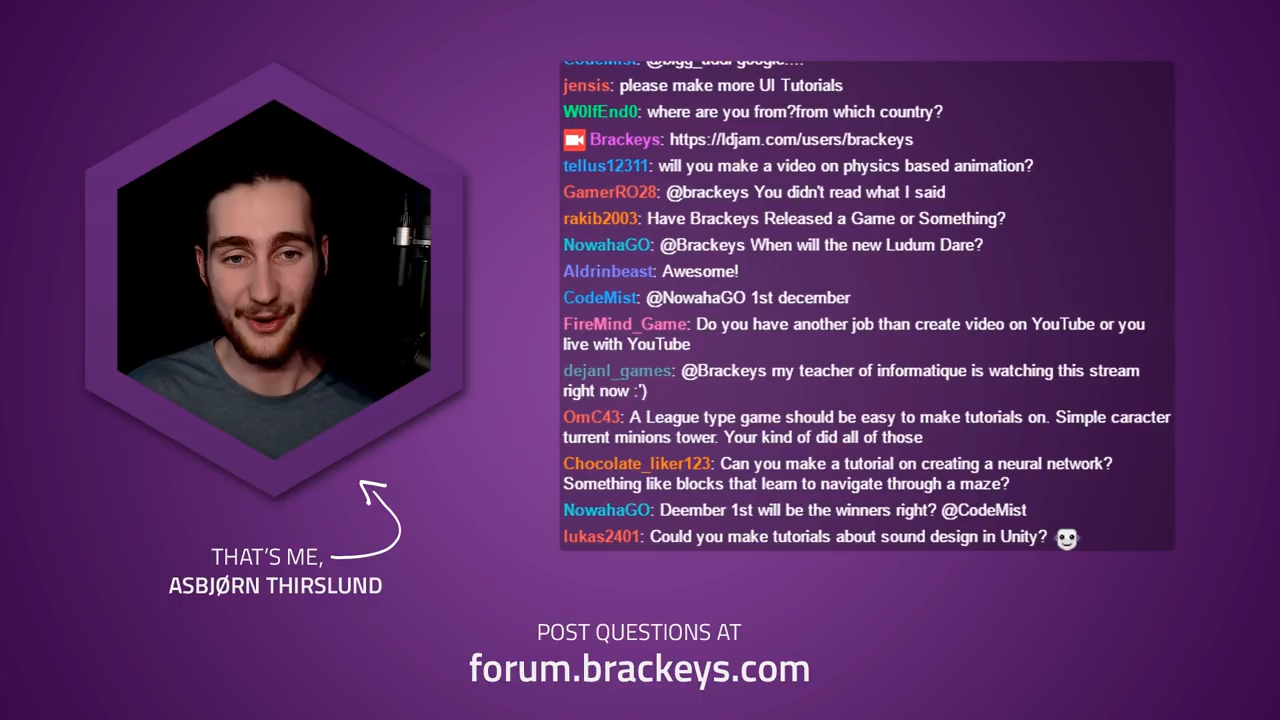 CodeMist: @bigg_
jensis: please make more UI Tutorials
W0lfEnd0: where are you from?from which country?
Brackeys: https://ldjam.com/users/brackeys
tellus12311: will you make a video on physics based animation?
GamerRO28: @brackeys You didn't read what I said
rakib2003: Have Brackeys Released a Game or Something?
NowahaGO: @Brackeys When will the new Ludum Dare?
Aldrinbeast: Awesome!
CodeMist: @NowahaGO 1st december
FireMind_Game: Do you have another job than create video on YouTube or you
live with YouTube
dejanl_games: @Brackeys my teacher of informatique is watching this stream
right now :')
OmC43: A League type game should be easy to make tutorials on. Simple caracter
turrent minions tower. Your kind of did all of those
Chocolate_liker123: Can you make a tutorial on creating a neural network?
Something like blocks that learn to navigate through a maze?
NowahaGO: Deember 1st will be the winners right? @CodeMist
lukas2401: Could you make tutorials about sound design in Unity?
THAT'S ME,
ASBJØRN THIRSLUND
POST QUESTIONS AT
forum.brackeys.com